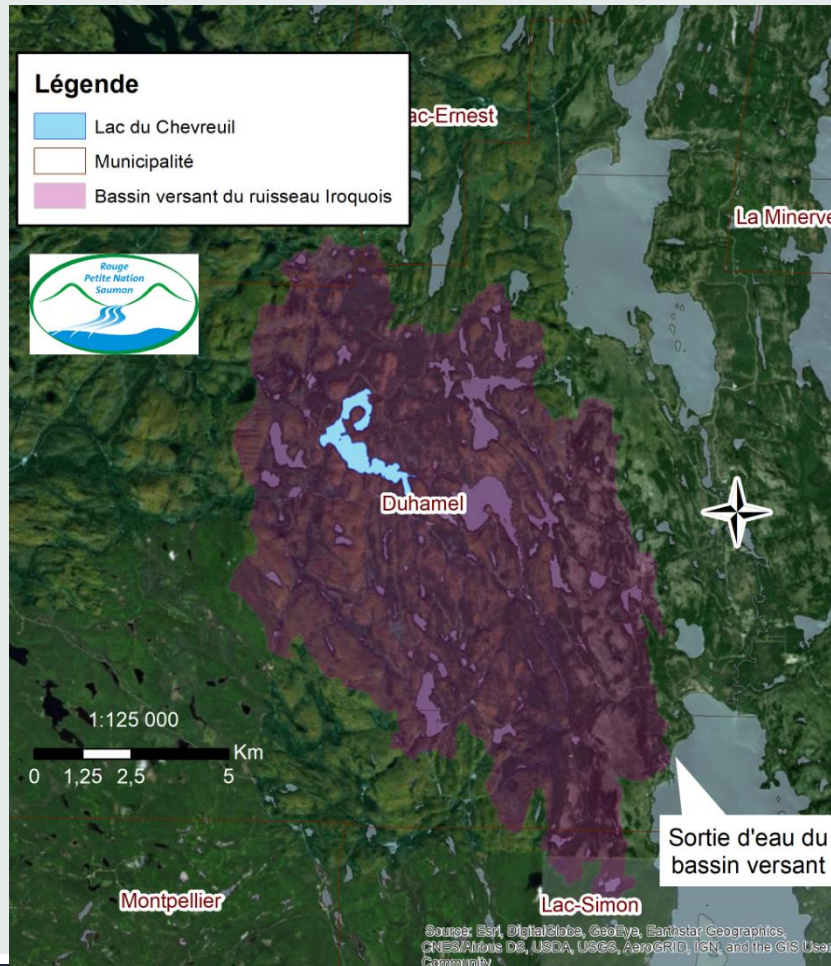 Légende
Lac du Chevreuil
Municipalité
Bassin versant du ruisseau Iroquois
ac-Ernest
La Minerve
Rouge
Petite Nation
Saumon
Duhamel
1:125 000
Km
0 1,25 2,5 5
Sortie d'eau du
bassin versant
Montpellier
Lac-Simon
Source: Esri, DigitalGlobe, GeoEye, Earthstar Geographics,
CNES/Airbus DS, USDA, USGS, AeroGRID, IGN, and the GIS User
Community